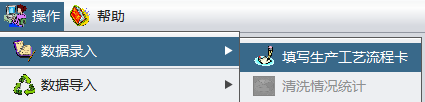 操作 帮助
数据录入 填写生产工艺流程卡
数据导入 清洗情况统计